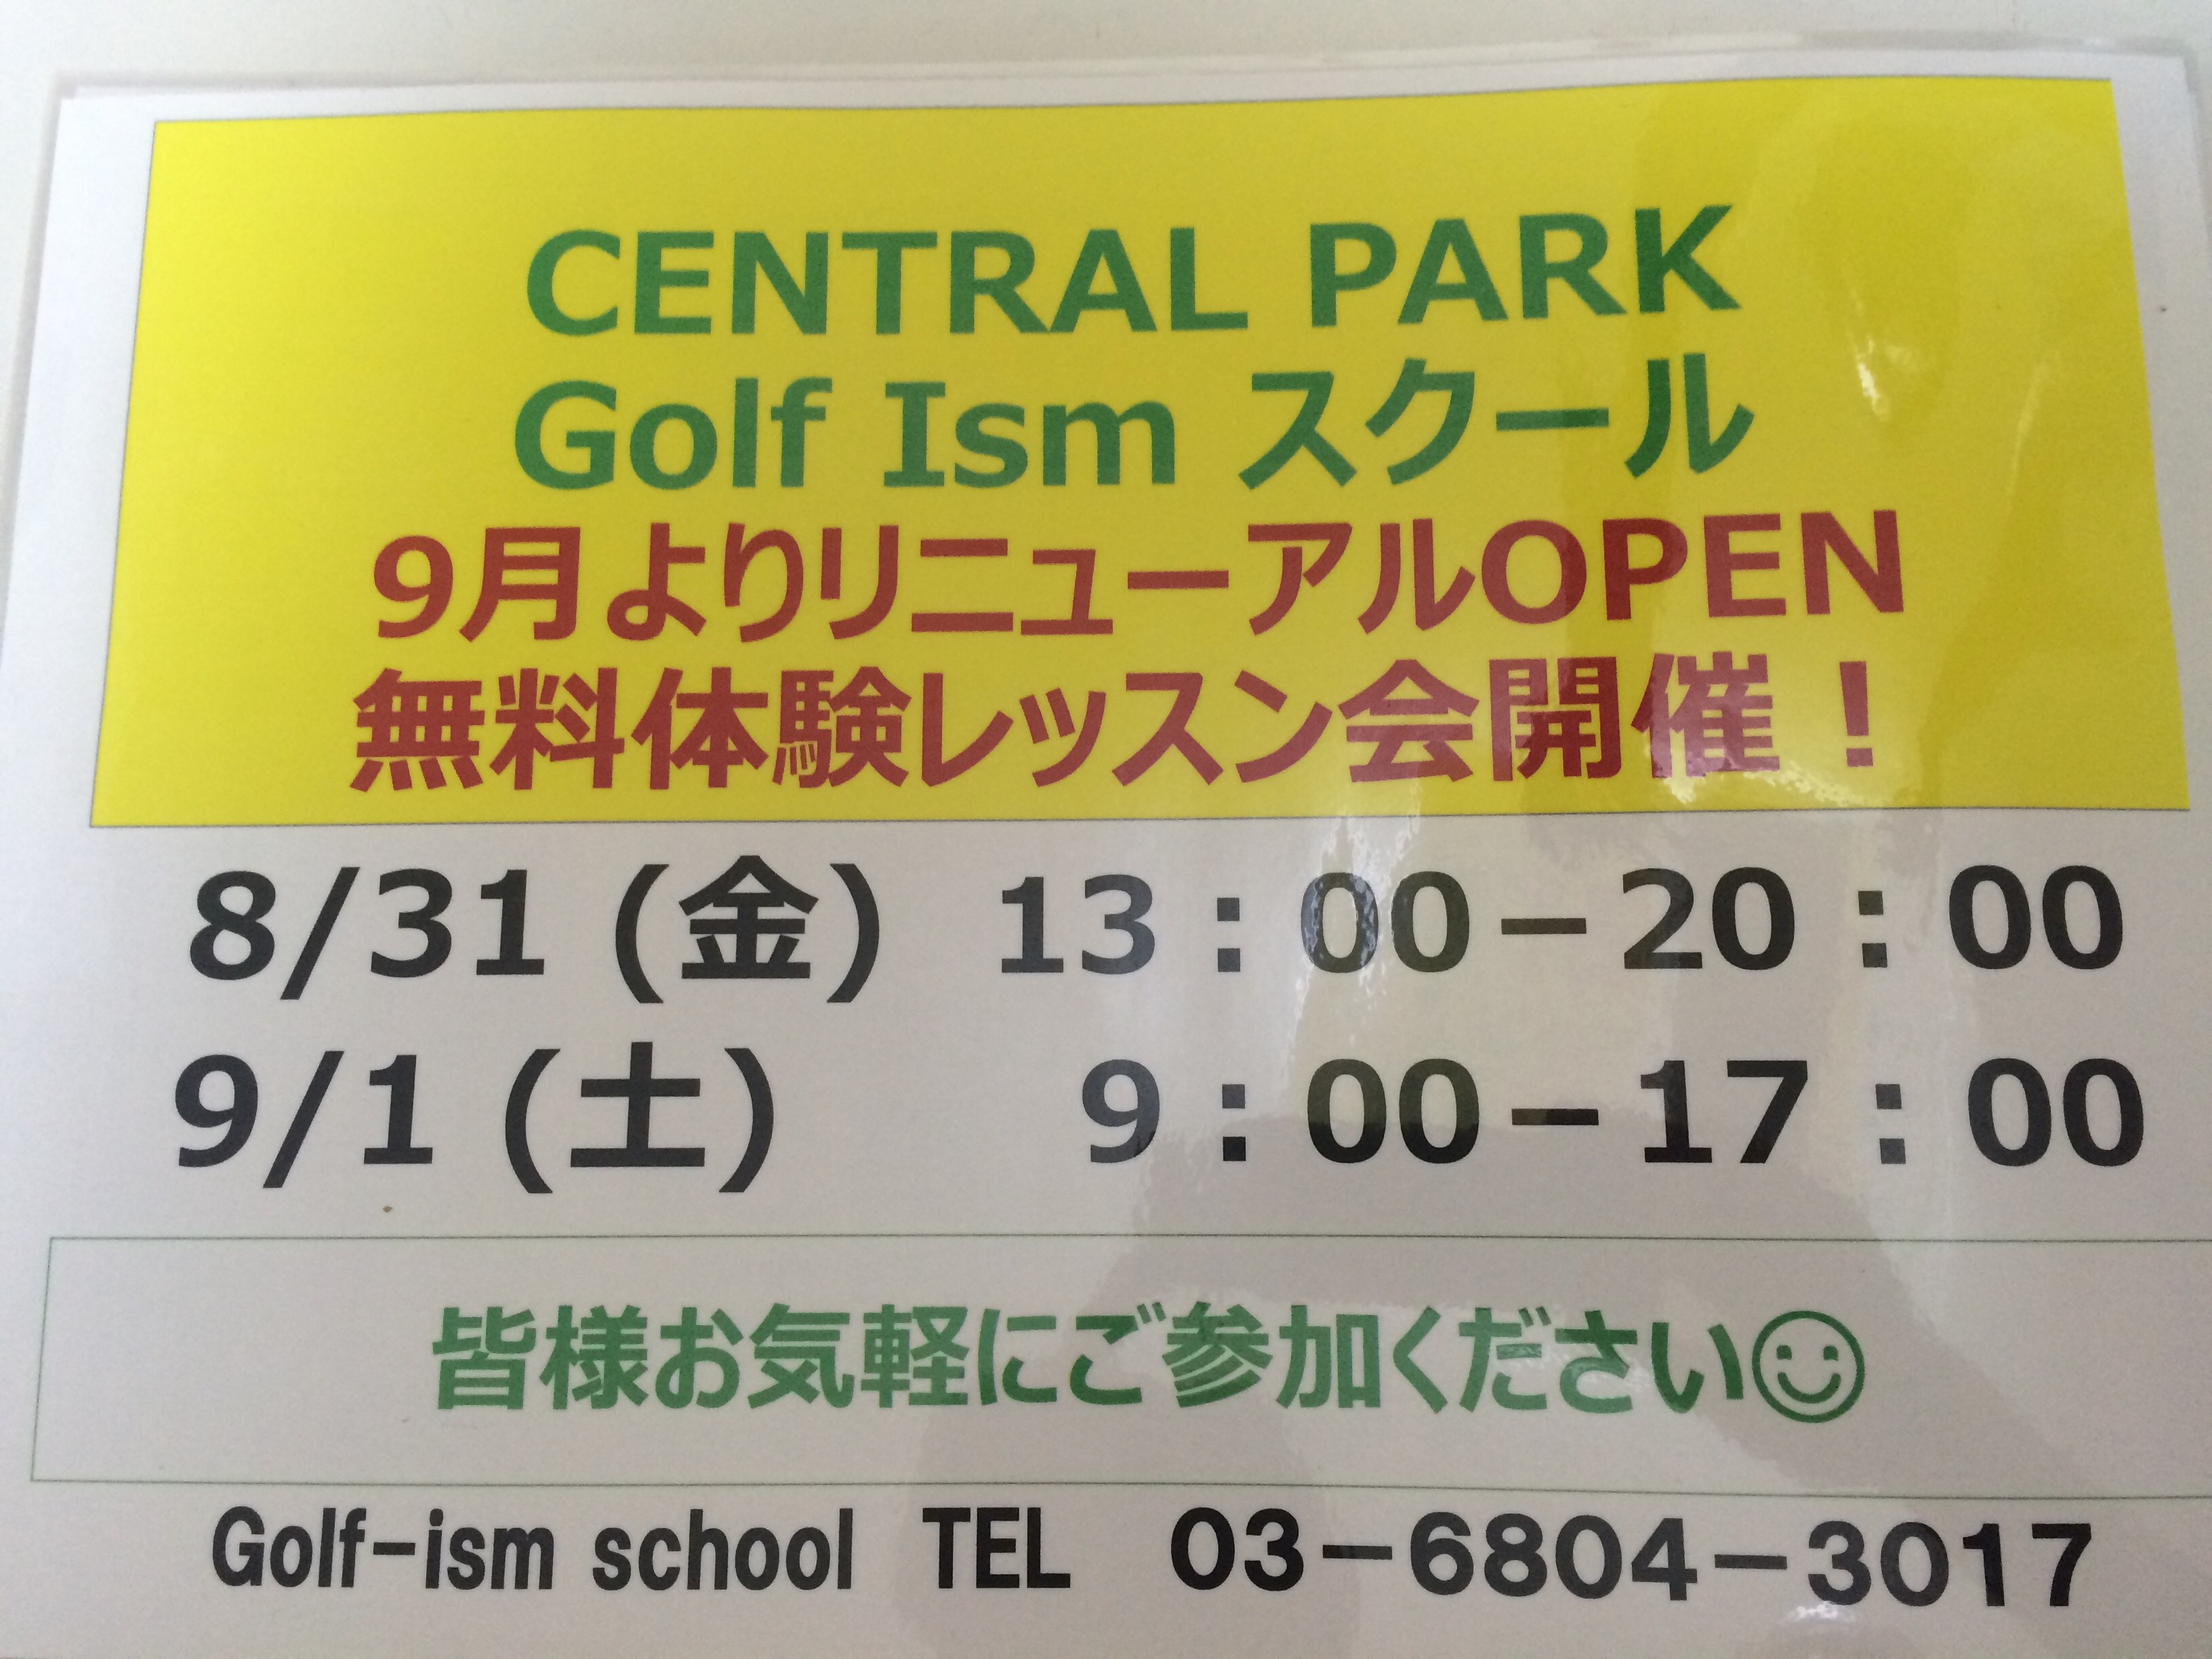 CENTRAL PARK
Golf Ism スクール
9月よりリニューアルOPEN
無料体験レッスン会開催！
8/31 (金) 13：00－20：00
9/1 (土) 9：00－17：00
皆様お気軽にご参加ください☺
Golf-ism school TEL 03-6804-3017